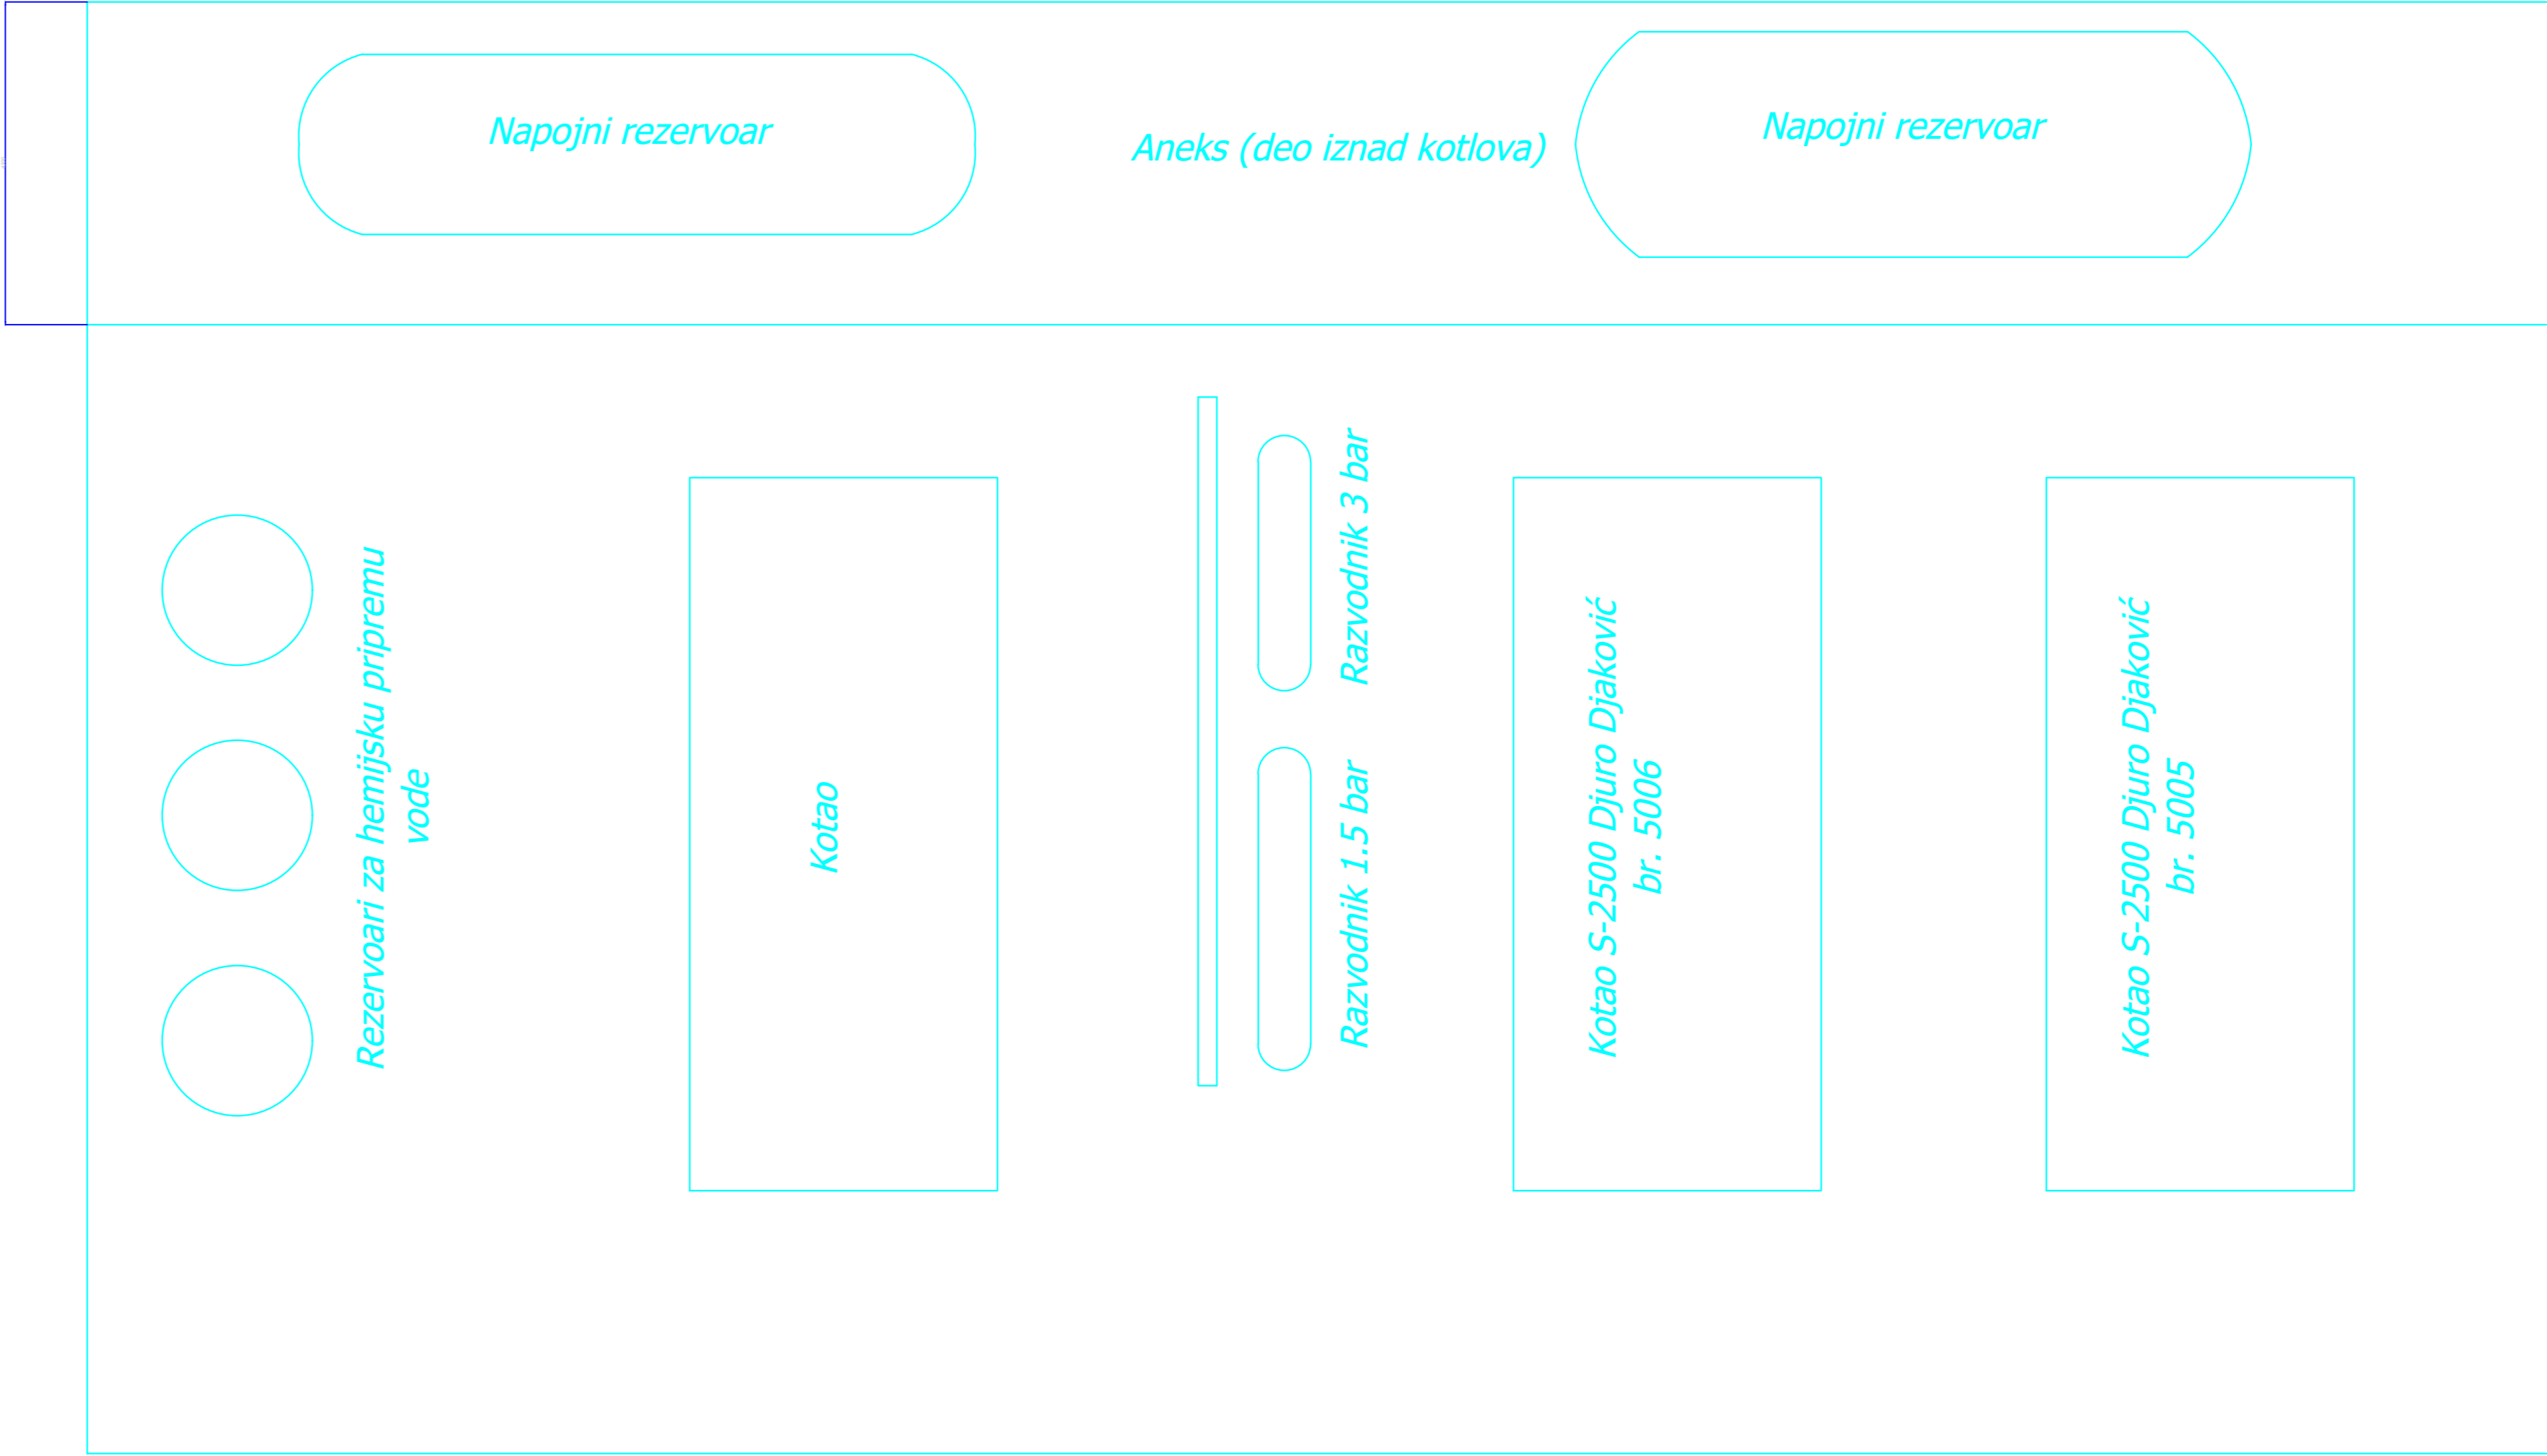 Napojni rezervoar
Aneks (deo iznad kotlova)
Napojni rezervoar
Rezervoari za hemijsku pripremu
vode
Kotao
Razvodnik 3 bar
Razvodnik 1.5 bar
Kotao S-2500 Djuro Djaković
br. 5006
Kotao S-2500 Djuro Djaković
br. 5005